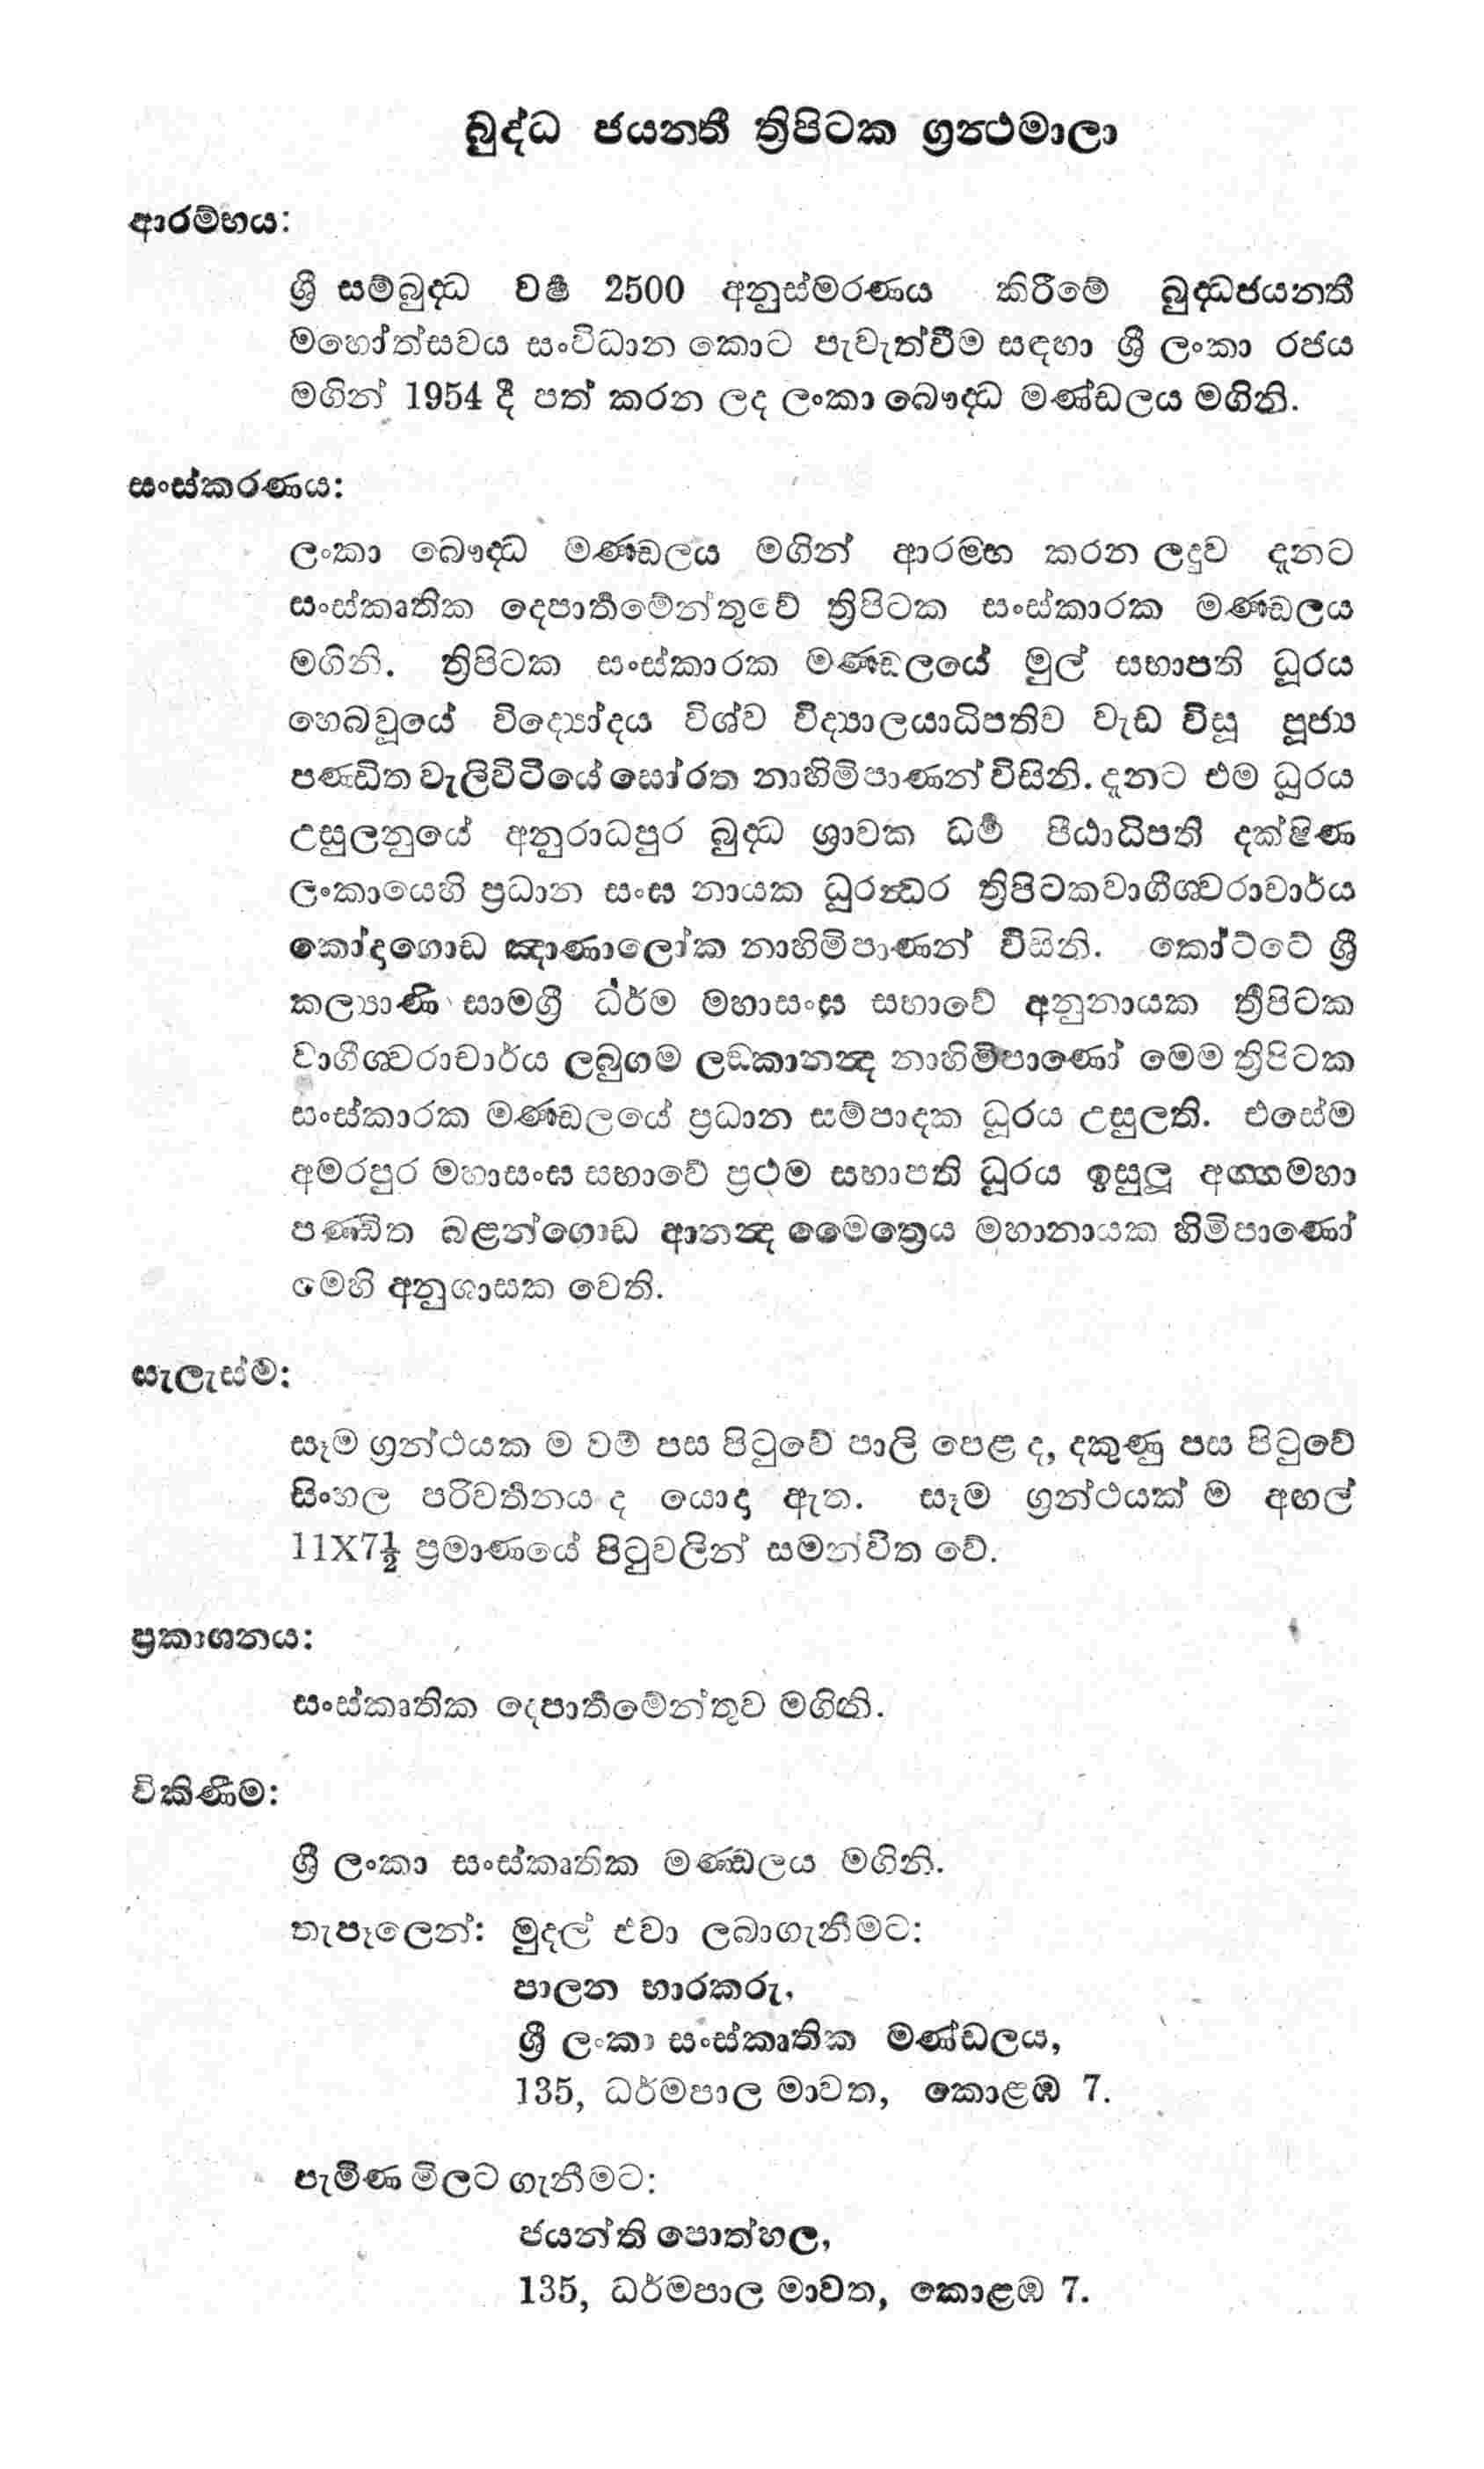 බුද්ධ ජයන්තී ත්‍රිපිටක ග්‍රන්ථමාලා
ආරම්භය:
ශ්‍රී සම්බුද්ධ වර්ෂ 2500 අනුස්මරණය කිරීමේ බුද්ධජයන්තී
මහෝත්සවය සංවිධාන කොට පැවැත්වීම සඳහා ශ්‍රී ලංකා රජය
මගින් 1954 දී පත් කරන ලද ලංකා බෞද්ධ මණ්ඩලය මගිනි.
සංස්කරණය:
ලංකා බෞද්ධ මණ්ඩලය මගින් ආරම්භ කරන ලදුව දැනට
සංස්කෘතික දෙපාර්තමේන්තුවේ ත්‍රිපිටක සංස්කාරක මණ්ඩලය
මගිනි. ත්‍රිපිටක සංස්කාරක මණ්ඩලයේ මුල් සභාපති ධූරය
හෙබවූයේ විද්‍යෝදය විශ්ව විද්‍යාලයාධිපතිව වැඩ විසූ පූජ්‍ය
පණ්ඩිත වැලිවිටියේ සෝරත නාහිමිපාණන් විසිනි. දැනට එම ධුරය
උසුලනුයේ අනුරාධපුර බුද්ධ ශ්‍රාවක ධර්ම පීඨාධිපති දක්ෂිණ
ලංකායෙහි ප්‍රධාන සංඝ නායක ධුරන්ධර ත්‍රිපිටකවාගීශ්වරාචාර්ය
කෝදාගොඩ ඤාණාලෝක නාහිමිපාණන් විසිනි. කෝට්ටේ ශ්‍රී
කල්‍යාණි සාමග්‍රී ධර්ම මහාසංඝ සභාවේ අනුනායක ත්‍රීපිටක
වාගීශ්වරාචාර්ය ලබුගම ලඞ්කානන්ද නාහිමිපාණෝ මෙම ත්‍රිපිටක
සංස්කාරක මණ්ඩලයේ ප්‍රධාන සම්පාදක ධූරය උසුලති. එසේම
අමරපුර මහාසංඝ සභාවේ ප්‍රථම සභාපති ධූරය ඉසුලූ අග්ගමහා
පණ්ඩිත බළන්ගොඩ ආනන්ද මෛත්‍රෙය මහානායක හිමිපාණෝ
මෙහි අනුශාසක වෙති.
සැලැස්ම:
සෑම ග්‍රන්ථයක ම වම් පස පිටුවේ පාලි පෙළ ද, දකුණු පස පිටුවේ
සිංහල පරිවර්තනය ද යොදා ඇත. සෑම ග්‍රන්ථයක් ම අඟල්
11X7½ ප්‍රමාණයේ පිටුවලින් සමන්විත වේ.
ප්‍රකාශනය:
සංස්කෘතික දෙපාර්තමේන්තුව මගිනි.
විකිණීම:
ශ්‍රී ලංකා සංස්කෘතික මණ්ඩලය මගිනි.
තැපෑලෙන්: මුදල් එවා ලබාගැනීමට:
පාලන භාරකරු,
ශ්‍රී ලංකා සංස්කෘතික මණ්ඩලය,
135, ධර්මපාල මාවත, කොළඹ 7.
පැමිණ මිලට ගැනීමට:
ජයන්ති පොත්හල,
135, ධර්මපාල මාවත, කොළඹ 7.